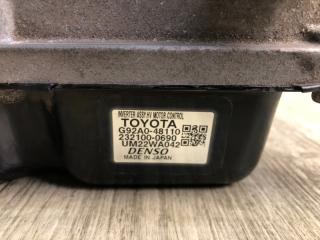 INVERTER ASSY.HV MOTOR CONTROL
TOYOTA
G92A0-48110
232100-0690
UM22WA042
DENSO
MADE IN JAPAN